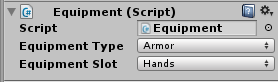 Equipment (Script)
Script Equipment
Equipment Type Armor
Equipment Slot Hands